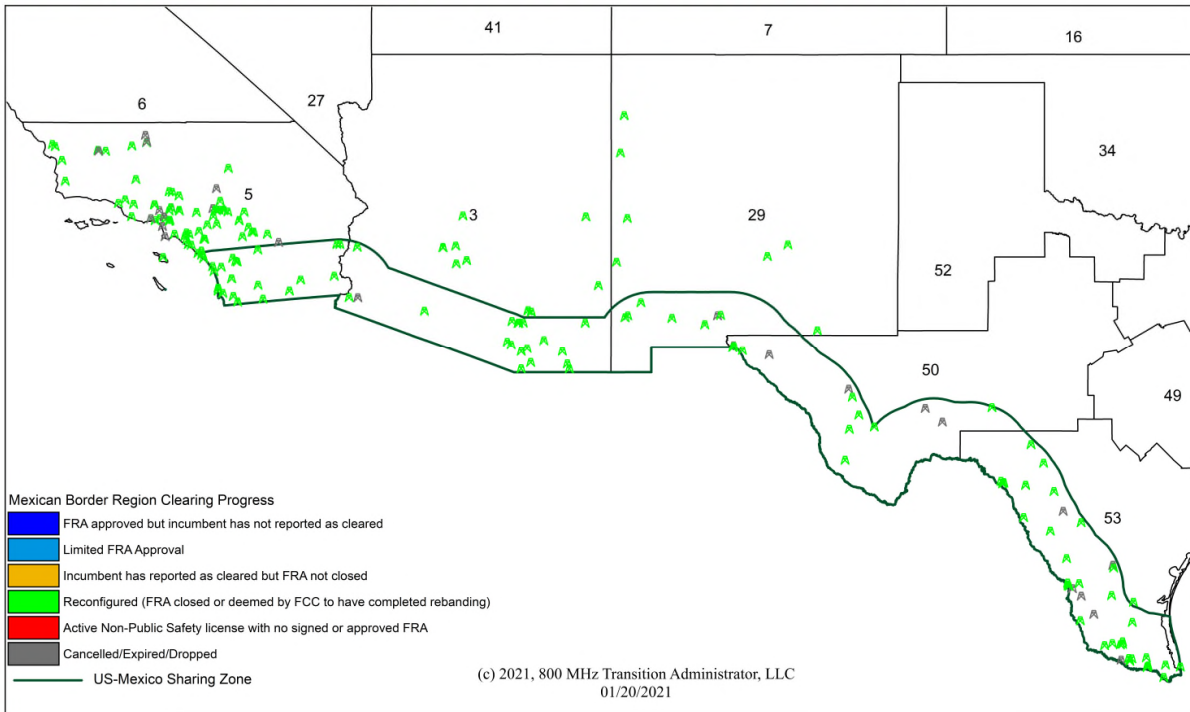 41
7
16
6
27
34
5
3
29
52
50
49
53
Mexican Border Region Clearing Progress
FRA approved but incumbent has not reported as cleared
Limited FRA Approval
Incumbent has reported as cleared but FRA not closed
Reconfigured (FRA closed or deemed by FCC to have completed rebanding)
Active Non-Public Safety license with no signed or approved FRA
Cancelled/Expired/Dropped
US-Mexico Sharing Zone
(c) 2021, 800 MHz Transition Administrator, LLC
01/20/2021